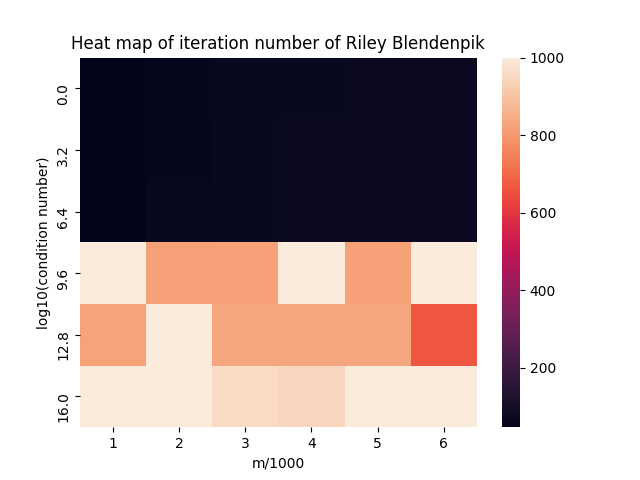 Heat map of iteration number of Riley Blendenpik
log10(condition number)
0.0
3.2
6.4
9.6
12.8
16.0
1 2 3 4 5 6
m/1000
1000
800
600
400
200